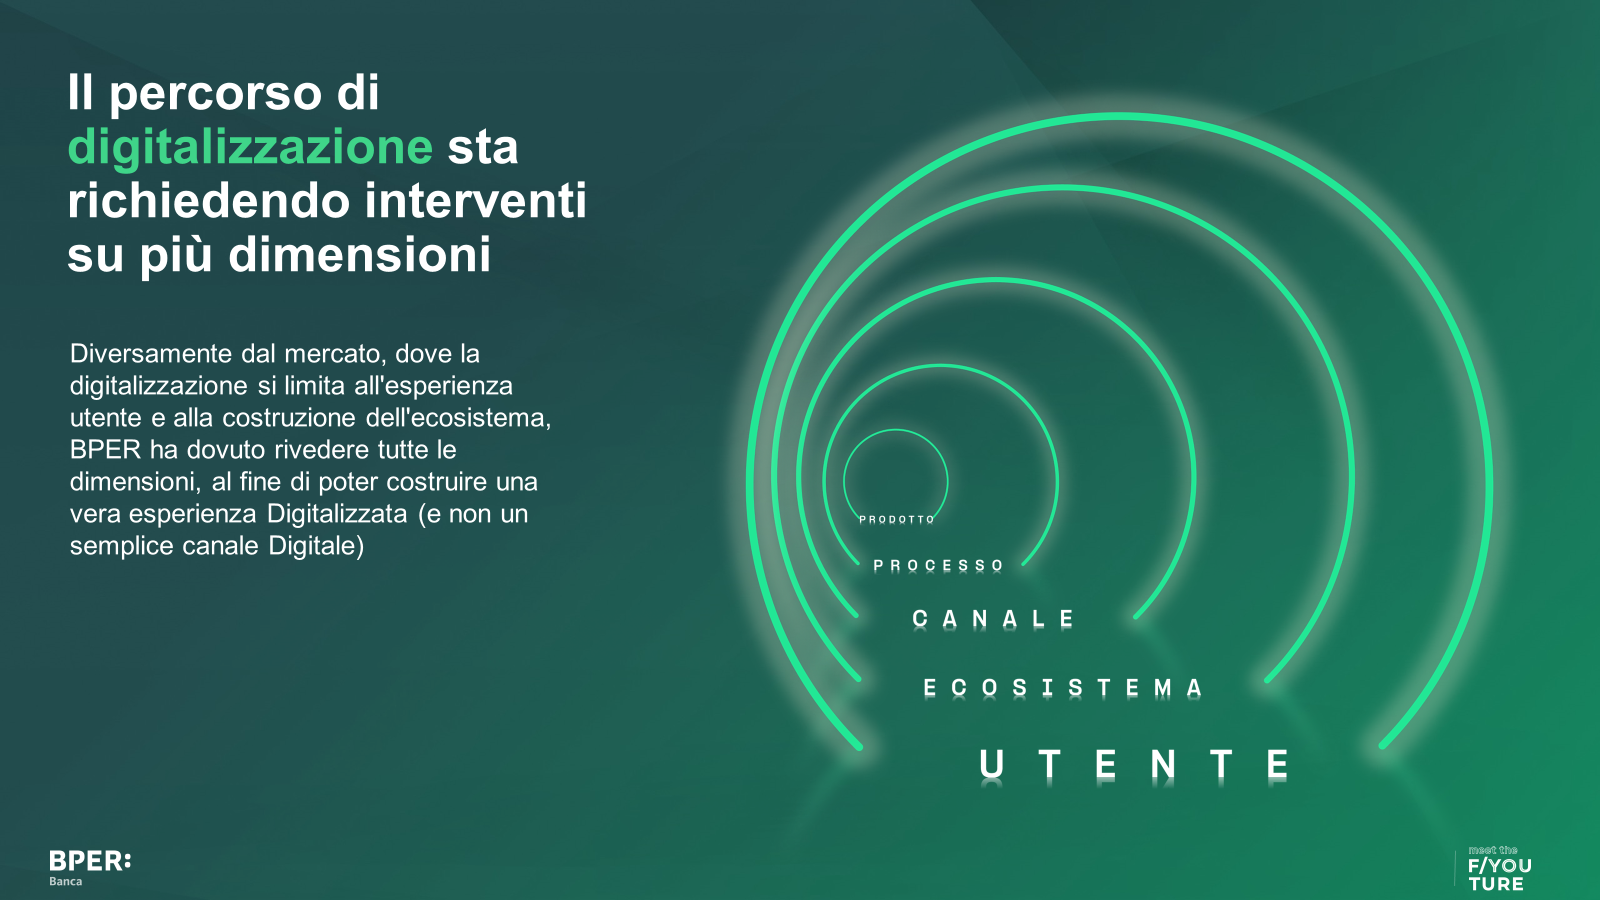 Il percorso di
digitalizzazione sta
richiedendo interventi
su più dimensioni
Diversamente dal mercato, dove la
digitalizzazione si limita all'esperienza
utente e alla costruzione dell'ecosistema,
BPER ha dovuto rivedere tutte le
dimensioni, al fine di poter costruire una
vera esperienza Digitalizzata (e non un
semplice canale Digitale)
PRODOTTO
PROCESSO
CANALE
ECOSISTEMA
UTENTE
BPER:
Banca
meet the
F/YOU
TURE